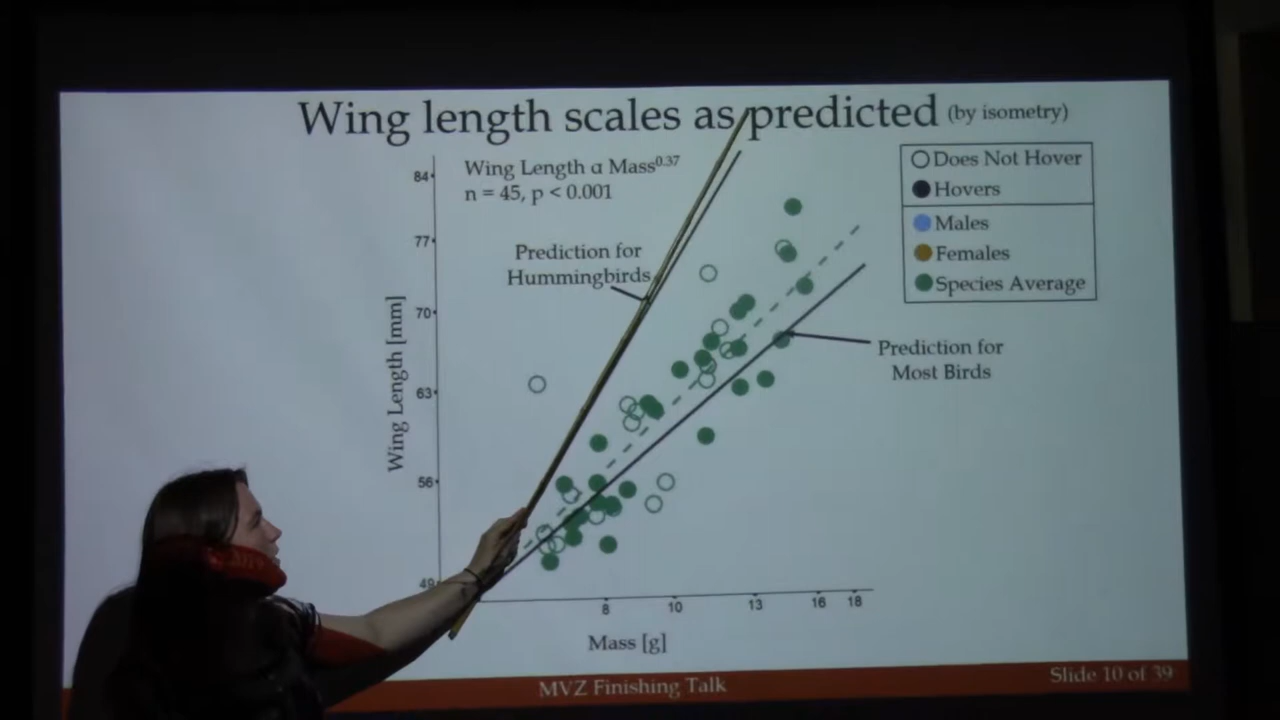 Wing length scales as predicted (by isometry)
Wing Length α Mass0.37
n = 45, p < 0.001
Prediction for
Hummingbirds
Does Not Hover
Hovers
Males
Females
Species Average
Prediction for
Most Birds
Wing Length [mm]
84
77
70
63
56
49
8
10
13
16
18
Mass [g]
MVZ Finishing Talk
Slide 10 of 39